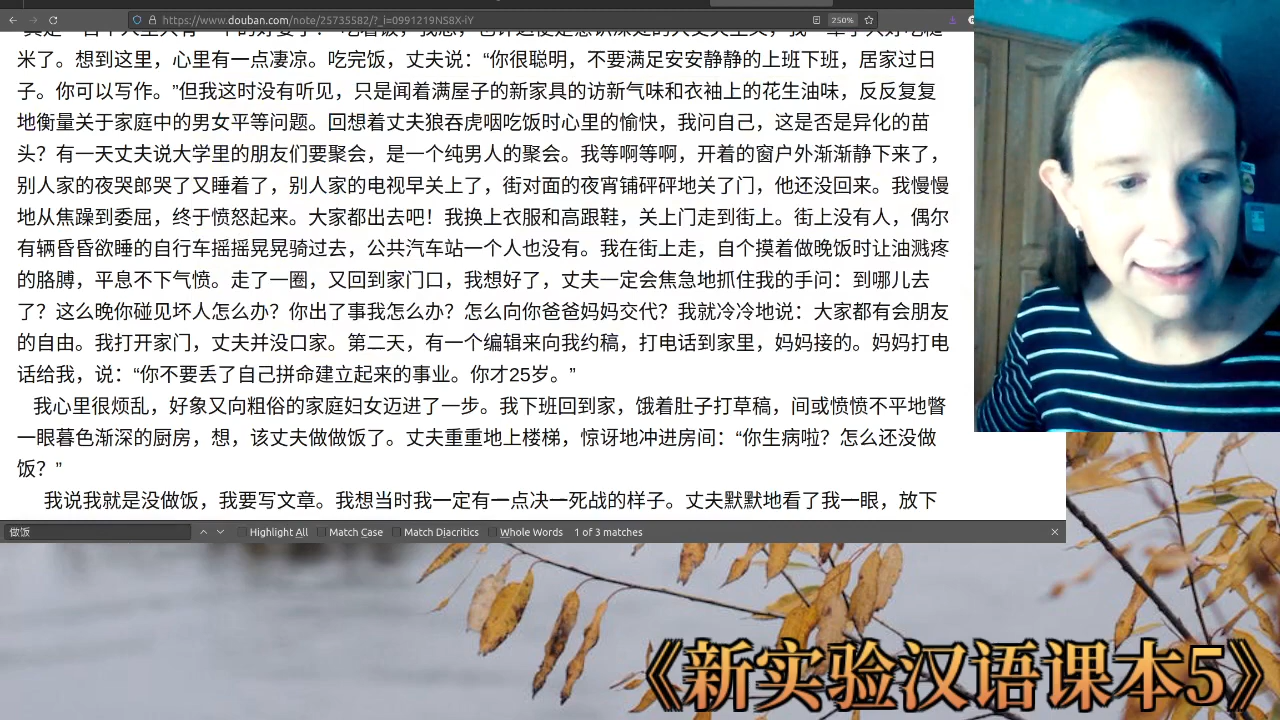 https://www.douban.com/note/25735582/?_i=0991219NS8X-iY
250%
米了。想到这里，心里有一点凄凉。吃完饭，丈夫说：“你很聪明，不要满足安安静静的上班下班，居家过日
子。你可以写作。”但我这时没有听见，只是闻着满屋子的新家具的访新气味和衣袖上的花生油味，反反复复
地衡量关于家庭中的男女平等问题。回想着丈夫狼吞虎咽吃饭时心里的愉快，我问自己，这是否是异化的苗
头？有一天丈夫说大学里的朋友们要聚会，是一个纯男人的聚会。我等啊等啊，开着的窗户外渐渐静下来了，
别人家的夜哭郎哭了又睡着了，别人家的电视早关上了，街对面的夜宵铺砰砰地关了门，他还没回来。我慢慢
地从焦躁到委屈，终于愤怒起来。大家都出去吧！我换上衣服和高跟鞋，关上门走到街上。街上没有人，偶尔
有辆昏昏欲睡的自行车摇摇晃晃骑过去，公共汽车站一个人也没有。我在街上走，自个摸着做晚饭时让油溅疼
的胳膊，平息不下气愤。走了一圈，又回到家门口，我想好了，丈夫一定会焦急地抓住我的手问：到哪儿去
了？这么晚你碰见坏人怎么办？你出了事我怎么办？怎么向你爸爸妈妈交代？我就冷冷地说：大家都有会朋友
的自由。我打开家门，丈夫并没口家。第二天，有一个编辑来向我约稿，打电话到家里，妈妈接的。妈妈打电
话给我，说：“你不要丢了自己拼命建立起来的事业。你才25岁。”
我心里很烦乱，好象又向粗俗的家庭妇女迈进了一步。我下班回到家，饿着肚子打草稿，间或愤愤不平地瞥
一眼暮色渐深的厨房，想，该丈夫做做饭了。丈夫重重地上楼梯，惊讶地冲进房间：“你生病啦？怎么还没做
饭？”
我说我就是没做饭，我要写文章。我想当时我一定有一点决一死战的样子。丈夫默默地看了我一眼，放下
做饭 Highlight All Match Case Match Diacritics Whole Words 1 of 3 matches
《新实验汉语课本5》